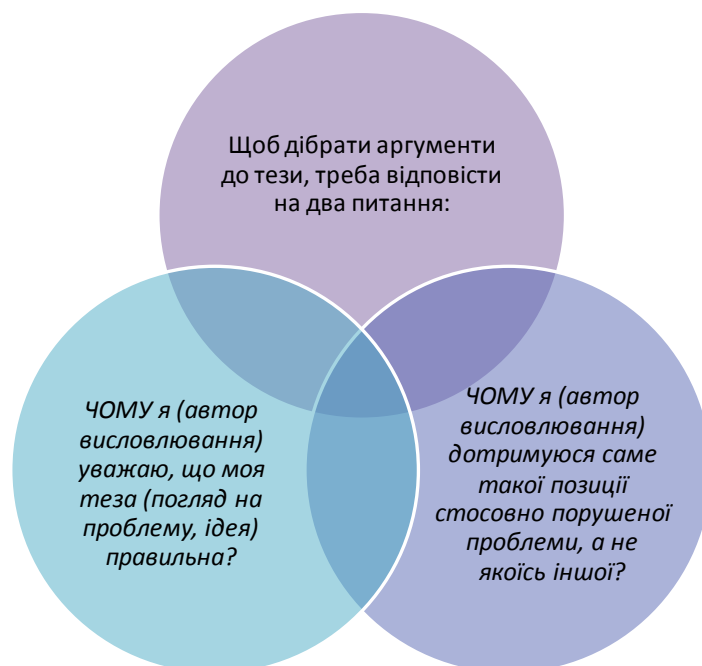 Щоб дібрати аргументи
до тези, треба відповісти
на два питання:
ЧОМУ я (автор
висловлювання)
уважаю, що моя
теза (погляд на
проблему, ідея)
правильна?
ЧОМУ я (автор
висловлювання)
дотримуюся саме
такої позиції
стосовно порушеної
проблеми, а не
якоїсь іншої?